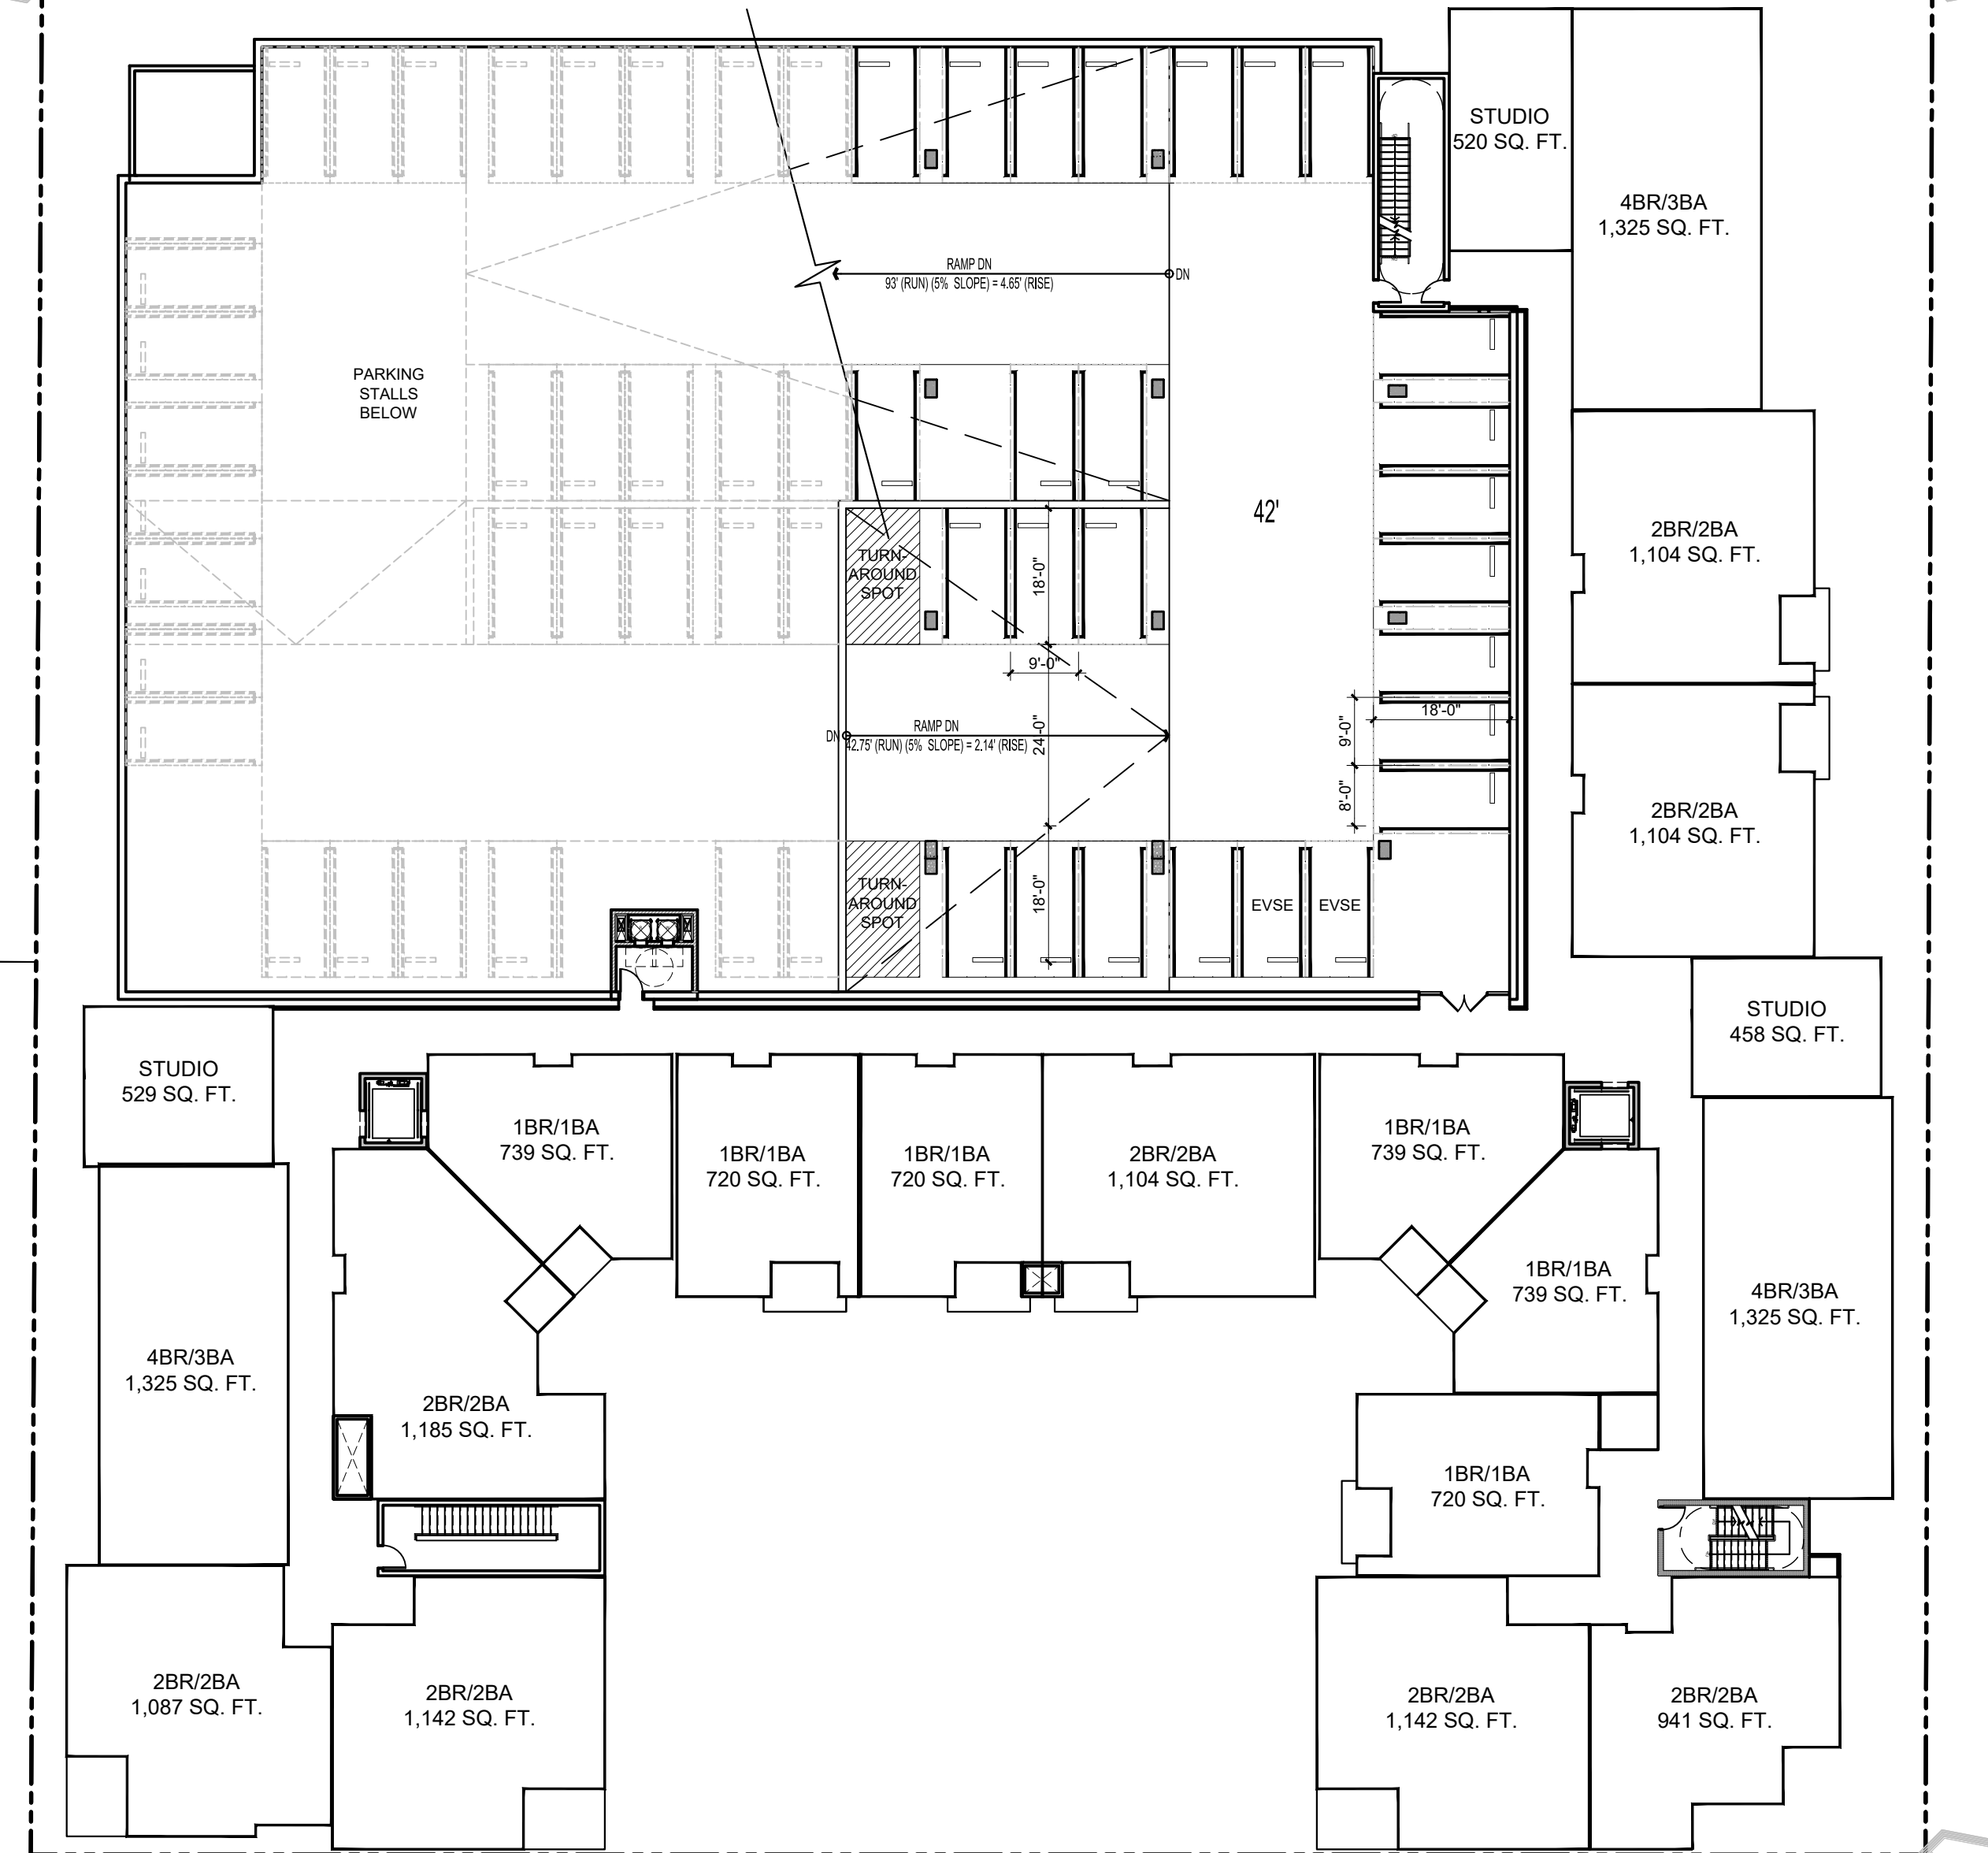 STUDIO
520 SQ. FT.
4BR/3BA
1,325 SQ. FT.
RAMP DN
93' (RUN) (5% SLOPE) = 4.65' (RISE)
DN
PARKING
STALLS
BELOW
42'
2BR/2BA
1,104 SQ. FT.
TURN-
AROUND
SPOT
18'-0"
9'-0"
RAMP DN
DN
42.75' (RUN) (5% SLOPE) = 2.14' (RISE)
24'-0"
18'-0"
9'-0"
8'-0"
2BR/2BA
1,104 SQ. FT.
TURN-
AROUND
SPOT
18'-0"
EVSE
EVSE
STUDIO
458 SQ. FT.
STUDIO
529 SQ. FT.
1BR/1BA
739 SQ. FT.
1BR/1BA
720 SQ. FT.
1BR/1BA
720 SQ. FT.
2BR/2BA
1,104 SQ. FT.
1BR/1BA
739 SQ. FT.
1BR/1BA
739 SQ. FT.
4BR/3BA
1,325 SQ. FT.
4BR/3BA
1,325 SQ. FT.
2BR/2BA
1,185 SQ. FT.
1BR/1BA
720 SQ. FT.
2BR/2BA
1,087 SQ. FT.
2BR/2BA
1,142 SQ. FT.
2BR/2BA
1,142 SQ. FT.
2BR/2BA
941 SQ. FT.